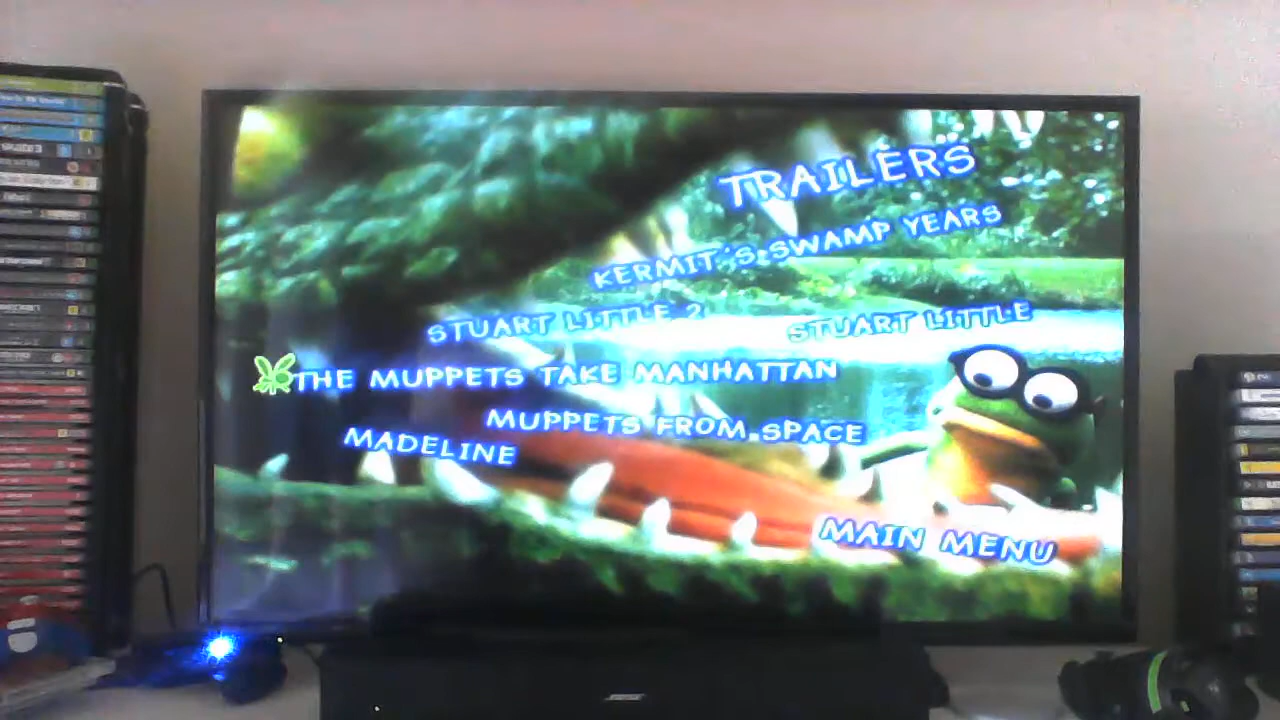 TRAILERS
KERMIT'S SWAMP YEARS
STUART LITTLE 2
STUART LITTLE
THE MUPPETS TAKE MANHATTAN
MUPPETS FROM SPACE
MADELINE
MAIN MENU
BOSE